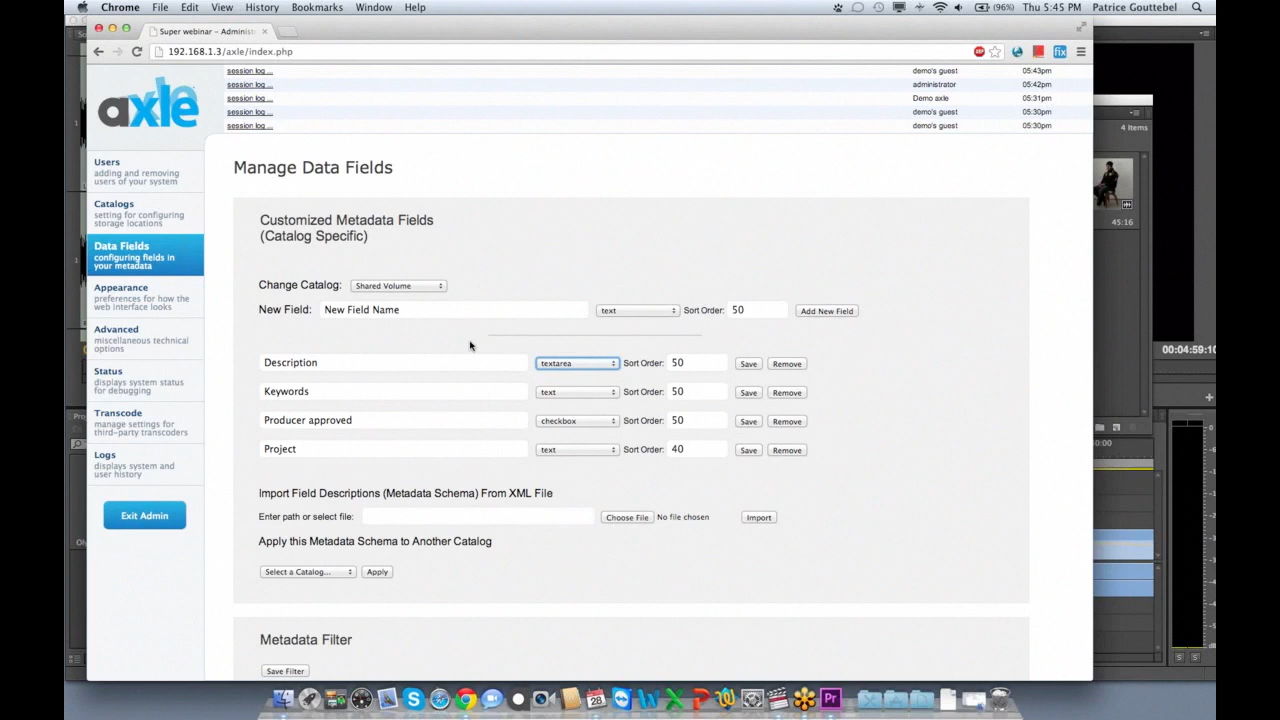 Chrome File Edit View History Bookmarks Window Help (96%) Thu 5:45 PM Patrice Gouttebel
Super webinar - Administ
192.168.1.3/axle/index.php
session log ... demo's guest 05:43pm
session log ... administrator 05:42pm
session log ... Demo axle 05:31pm
session log ... demo's guest 05:30pm
session log ... demo's guest 05:30pm
axle
Users
adding and removing
users of your system
Catalogs
setting for configuring
storage locations
Data Fields
configuring fields in
your metadata
Appearance
preferences for how the
web interface looks
Advanced
miscellaneous technical
options
Status
displays system status
for debugging
Transcode
manage settings for
third-party transcoders
Logs
displays system and
user history
Exit Admin
Manage Data Fields
Customized Metadata Fields
(Catalog Specific)
Change Catalog: Shared Volume
New Field: New Field Name text Sort Order: 50 Add New Field
Description textarea Sort Order: 50 Save Remove
Keywords text Sort Order: 50 Save Remove
Producer approved checkbox Sort Order: 50 Save Remove
Project text Sort Order: 40 Save Remove
Import Field Descriptions (Metadata Schema) From XML File
Enter path or select file: Choose File No file chosen Import
Apply this Metadata Schema to Another Catalog
Select a Catalog... Apply
Metadata Filter
Save Filter
4 Items
45:16
00:04:59:10
00:00
28
Pr